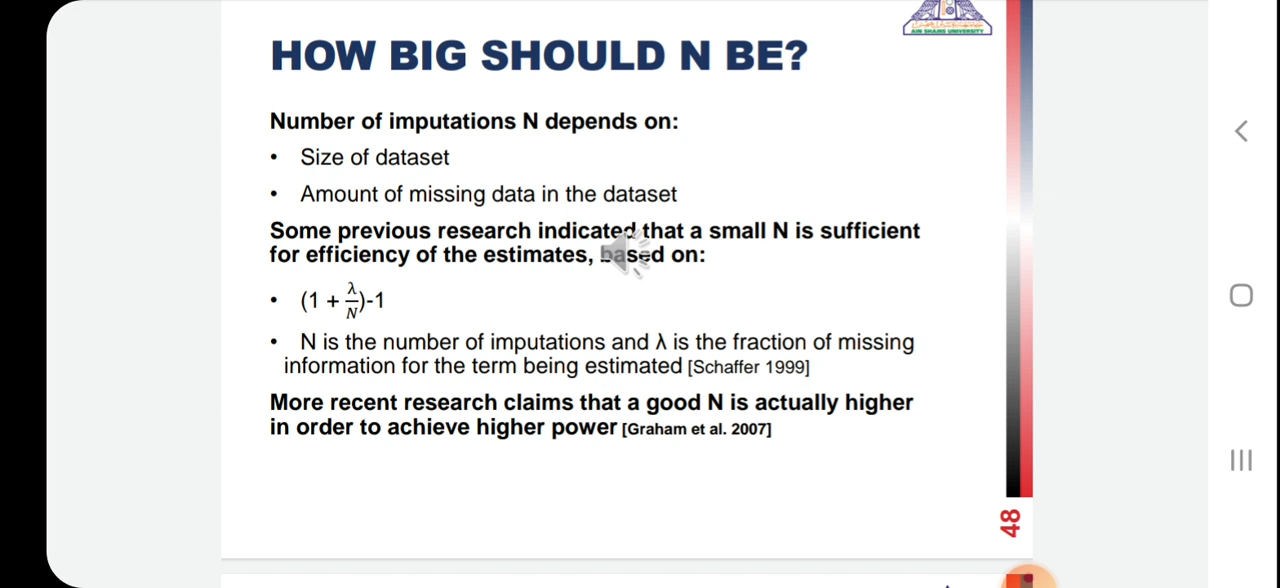 AIN SHAMS UNIVERSITY
HOW BIG SHOULD N BE?
Number of imputations N depends on:
• Size of dataset
• Amount of missing data in the dataset
Some previous research indicated that a small N is sufficient
for efficiency of the estimates, based on:
• (1 + λ/N)-1
• N is the number of imputations and λ is the fraction of missing
information for the term being estimated [Schaffer 1999]
More recent research claims that a good N is actually higher
in order to achieve higher power [Graham et al. 2007]
48